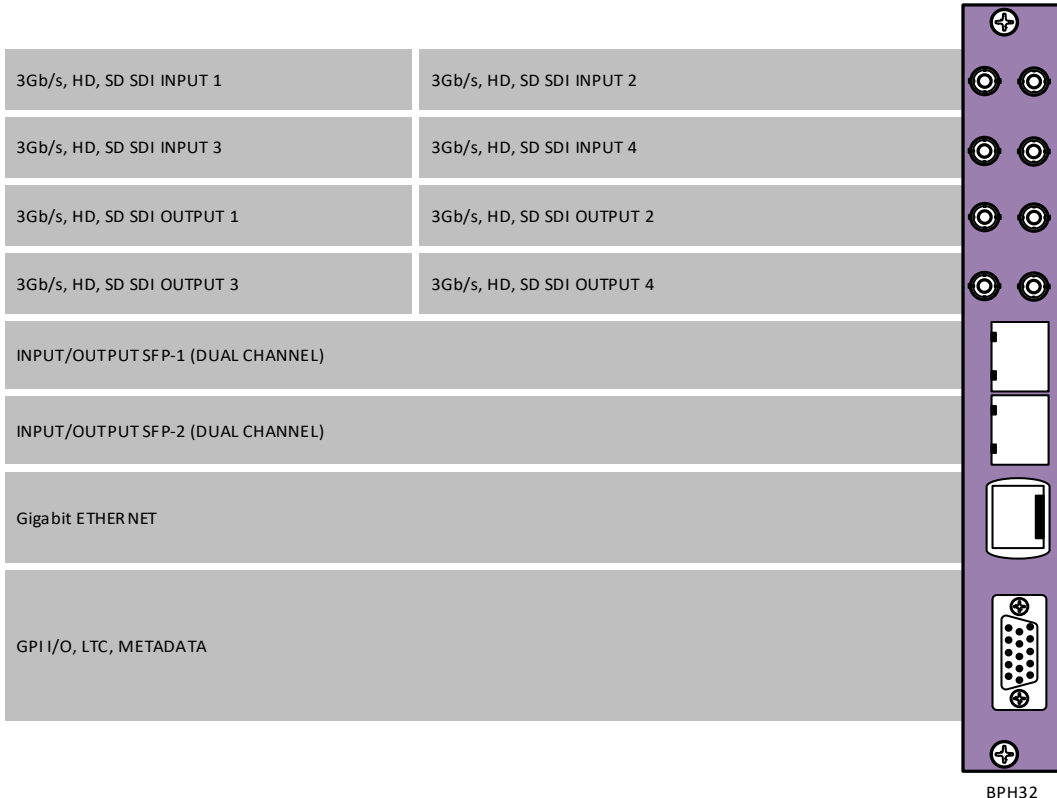 3Gb/s, HD, SD SDI INPUT 1
3Gb/s, HD, SD SDI INPUT 2
3Gb/s, HD, SD SDI INPUT 3
3Gb/s, HD, SD SDI INPUT 4
3Gb/s, HD, SD SDI OUTPUT 1
3Gb/s, HD, SD SDI OUTPUT 2
3Gb/s, HD, SD SDI OUTPUT 3
3Gb/s, HD, SD SDI OUTPUT 4
INPUT/OUTPUT SFP-1 (DUAL CHANNEL)
INPUT/OUTPUT SFP-2 (DUAL CHANNEL)
Gigabit ETHERNET
GPI I/O, LTC, METADATA
BPH32